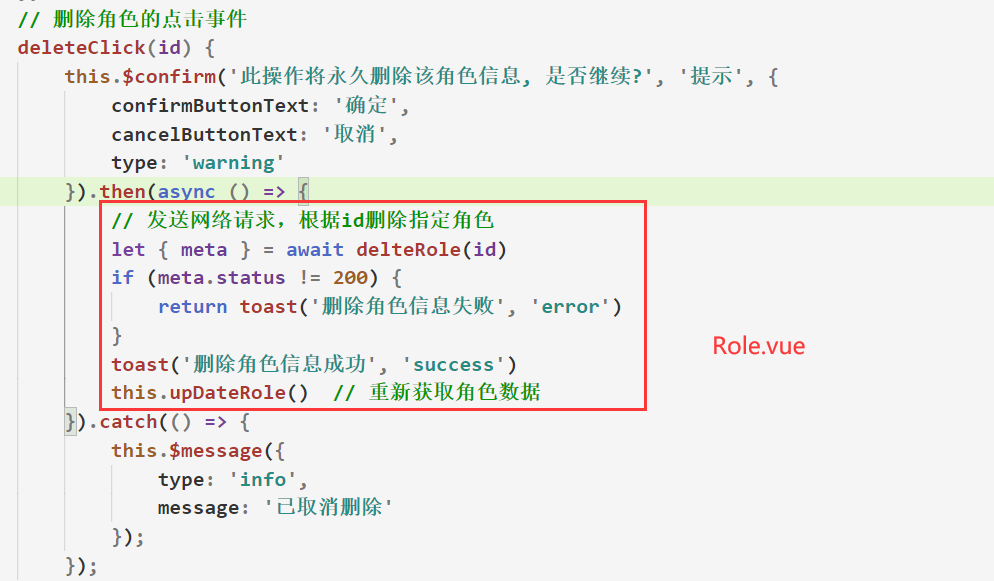 // 删除角色的点击事件
deleteClick(id) {
this.$confirm('此操作将永久删除该角色信息, 是否继续?', '提示', {
confirmButtonText: '确定',
cancelButtonText: '取消',
type: 'warning'
}).then(async () => {
// 发送网络请求，根据id删除指定角色
let { meta } = await delteRole(id)
if (meta.status != 200) {
return toast('删除角色信息失败', 'error')
}
toast('删除角色信息成功', 'success')
this.upDateRole() // 重新获取角色数据
}).catch(() => {
this.$message({
type: 'info',
message: '已取消删除'
});
});
Role.vue